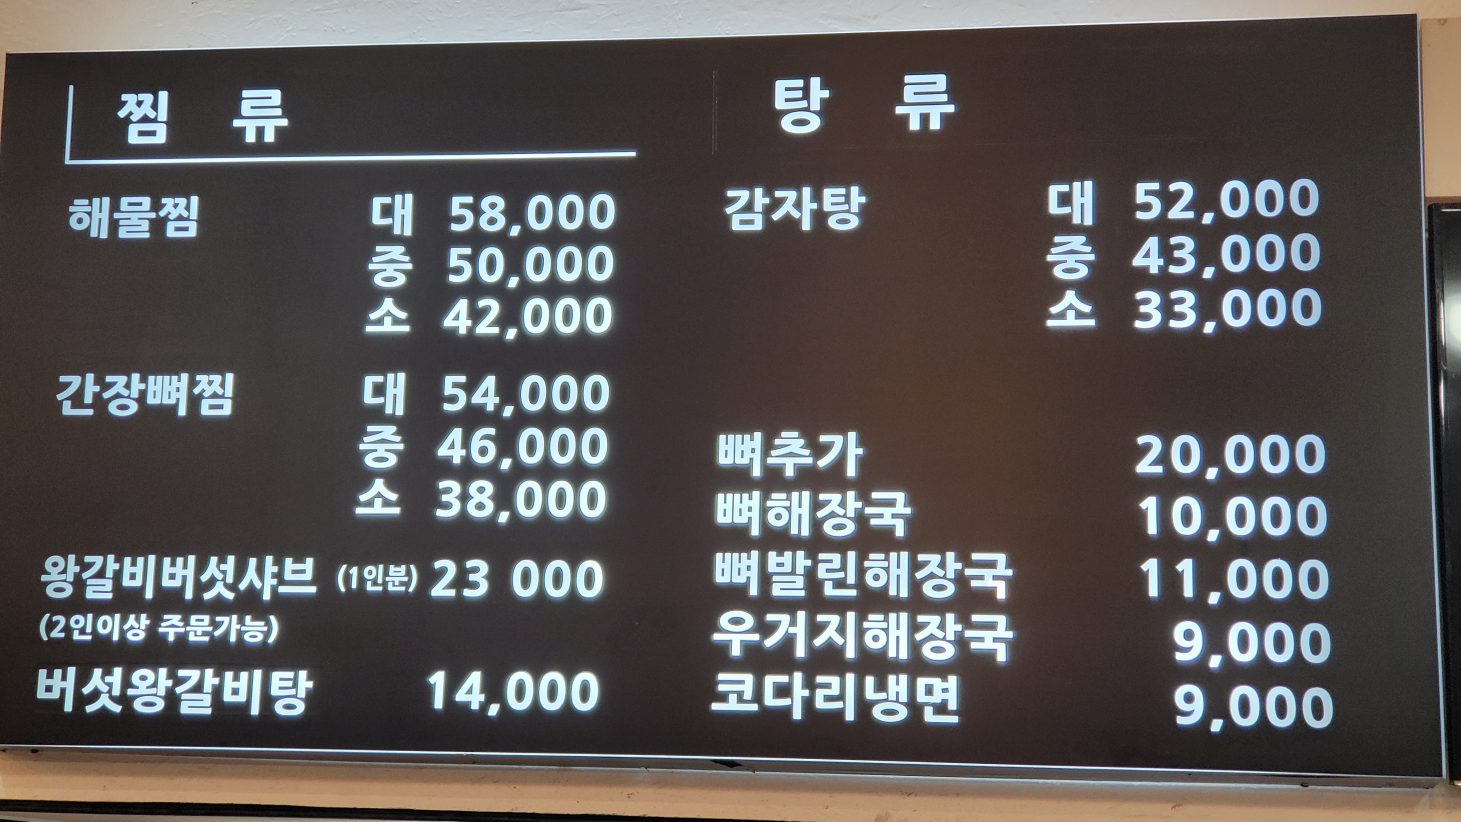 찜 류
해물찜 대 58,000
중 50,000
소 42,000
간장뼈찜 대 54,000
중 46,000
소 38,000
왕갈비버섯샤브 (1인분) 23 000
(2인이상 주문가능)
버섯왕갈비탕 14,000
탕 류
감자탕 대 52,000
중 43,000
소 33,000
뼈추가 20,000
뼈해장국 10,000
뼈발린해장국 11,000
우거지해장국 9,000
코다리냉면 9,000